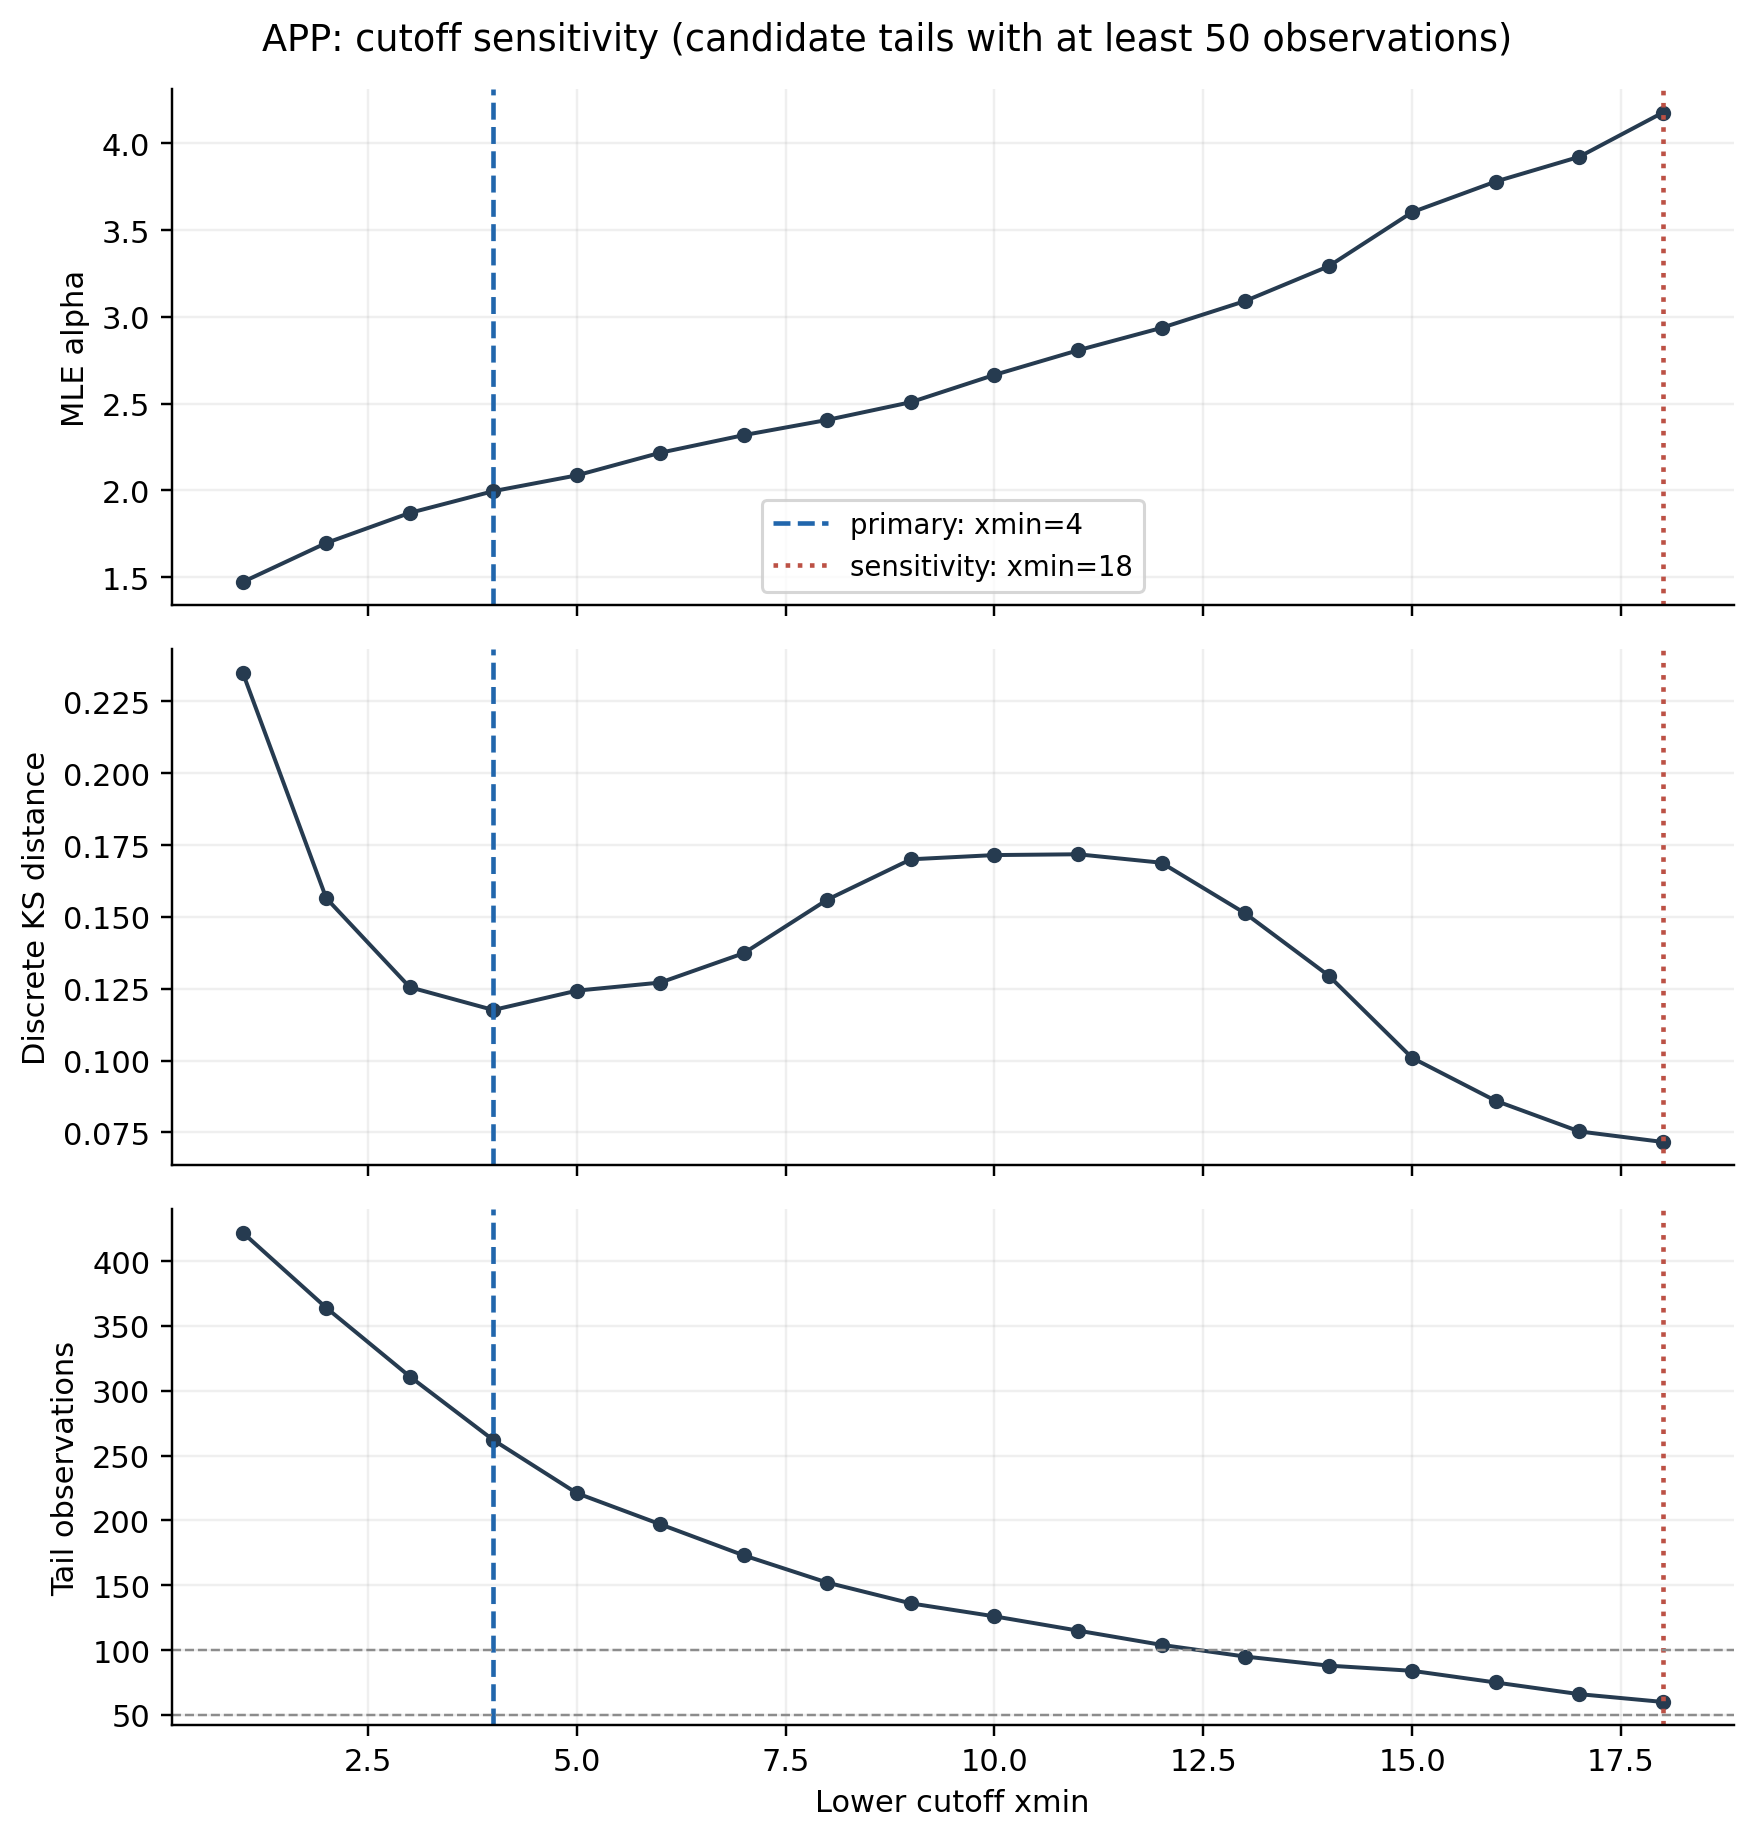 APP: cutoff sensitivity (candidate tails with at least 50 observations)
MLE alpha
4.0
3.5
3.0
2.5
2.0
1.5
primary: xmin=4
sensitivity: xmin=18
Discrete KS distance
0.225
0.200
0.175
0.150
0.125
0.100
0.075
Tail observations
400
350
300
250
200
150
100
50
2.5 5.0 7.5 10.0 12.5 15.0 17.5
Lower cutoff xmin